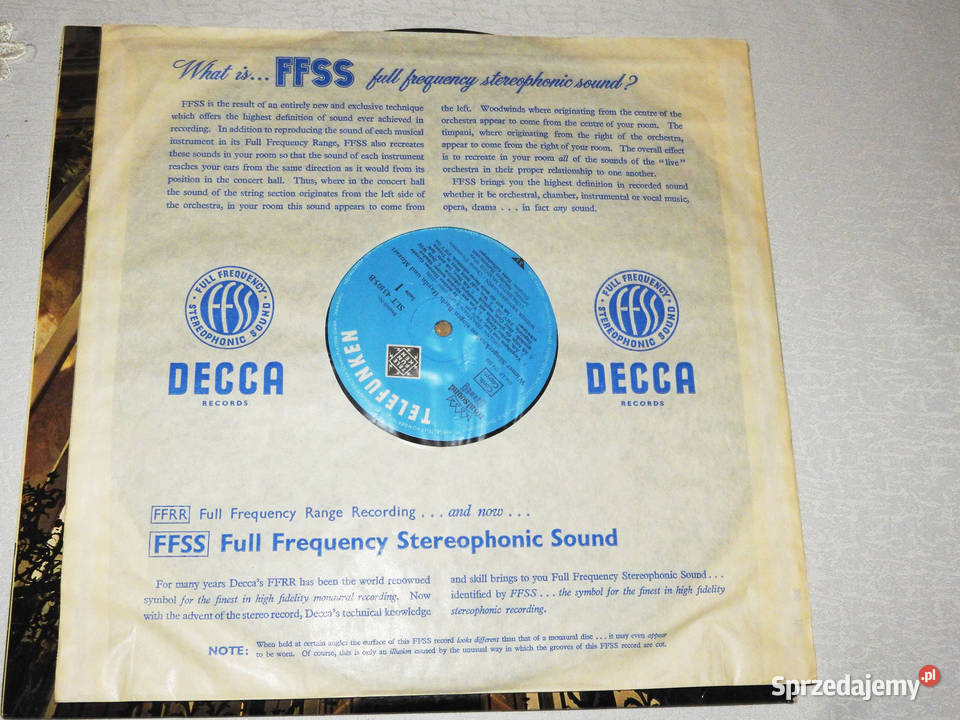 What is... FFSS full frequency stereophonic sound?
FFSS is the result of an entirely new and exclusive technique
which offers the highest definition of sound ever achieved in
recording. In addition to reproducing the sound of each musical
instrument in its Full Frequency Range, FFSS also recreates
these sounds in your room so that the sound of each instrument
reaches your ears from the same direction as it would from its
position in the concert hall. Thus, where in the concert hall
the sound of the string section originates from the left side of
the orchestra, in your room this sound appears to come from
the left. Woodwinds where originating from the centre of the
orchestra appear to come from the centre of your room. The
timpani, where originating from the right of the orchestra,
appear to come from the right of your room. The overall effect
is to recreate in your room all of the sounds of the "live"
orchestra in their proper relationship to one another.
FFSS brings you the highest definition in recorded sound
whether it be orchestral, chamber, instrumental or vocal music,
opera, drama . . . in fact any sound.
FULL FREQUENCY
FFSS
STEREOPHONIC SOUND
DECCA
RECORDS
TELEFUNKEN
SLT 43105-B
Seite 1
FULL FREQUENCY
FFSS
STEREOPHONIC SOUND
DECCA
RECORDS
FFRR Full Frequency Range Recording . . . and now . . .
FFSS Full Frequency Stereophonic Sound
For many years Decca's FFRR has been the world renowned
symbol for the finest in high fidelity monaural recording. Now
with the advent of the stereo record, Decca's technical knowledge
and skill brings to you Full Frequency Stereophonic Sound . . .
identified by FFSS . . . the symbol for the finest in high fidelity
stereophonic recording.
NOTE: When held at certain angles the surface of this FFSS record looks different than that of a monaural disc . . . it may even appear
to be worn. Of course, this is only an illusion caused by the unusual way in which the grooves of this FFSS record are cut.
Sprzedajemy.pl